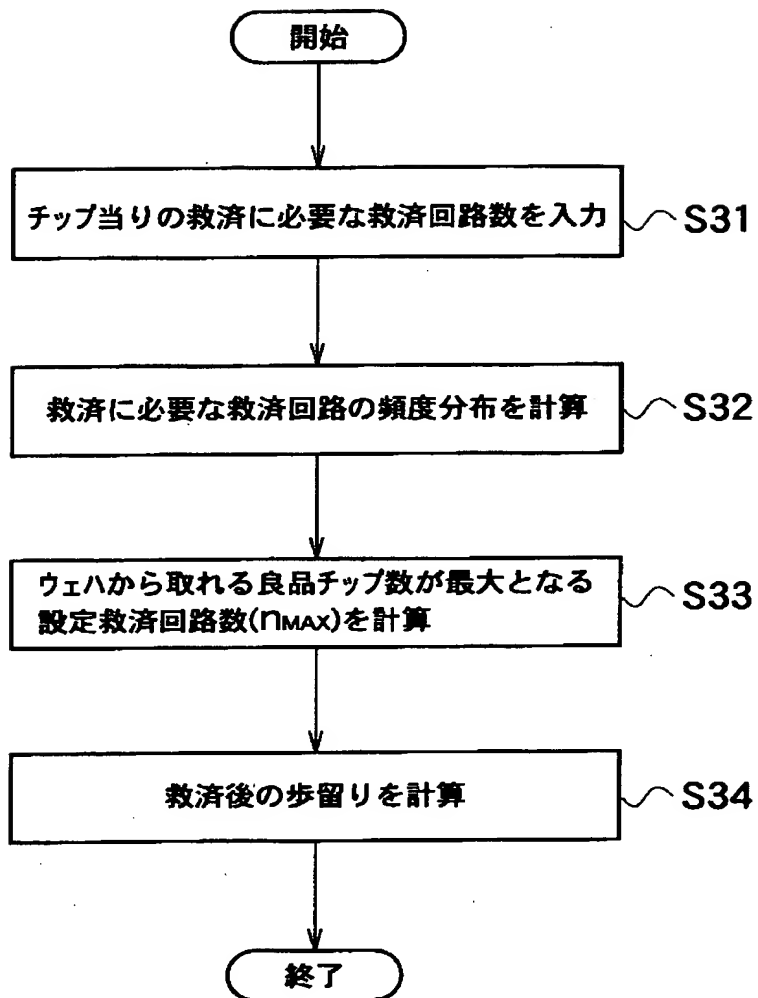 開始
チップ当りの救済に必要な救済回路数を入力
S31
救済に必要な救済回路の頻度分布を計算
S32
ウェハから取れる良品チップ数が最大となる
設定救済回路数(nMAX)を計算
S33
救済後の歩留りを計算
S34
終了